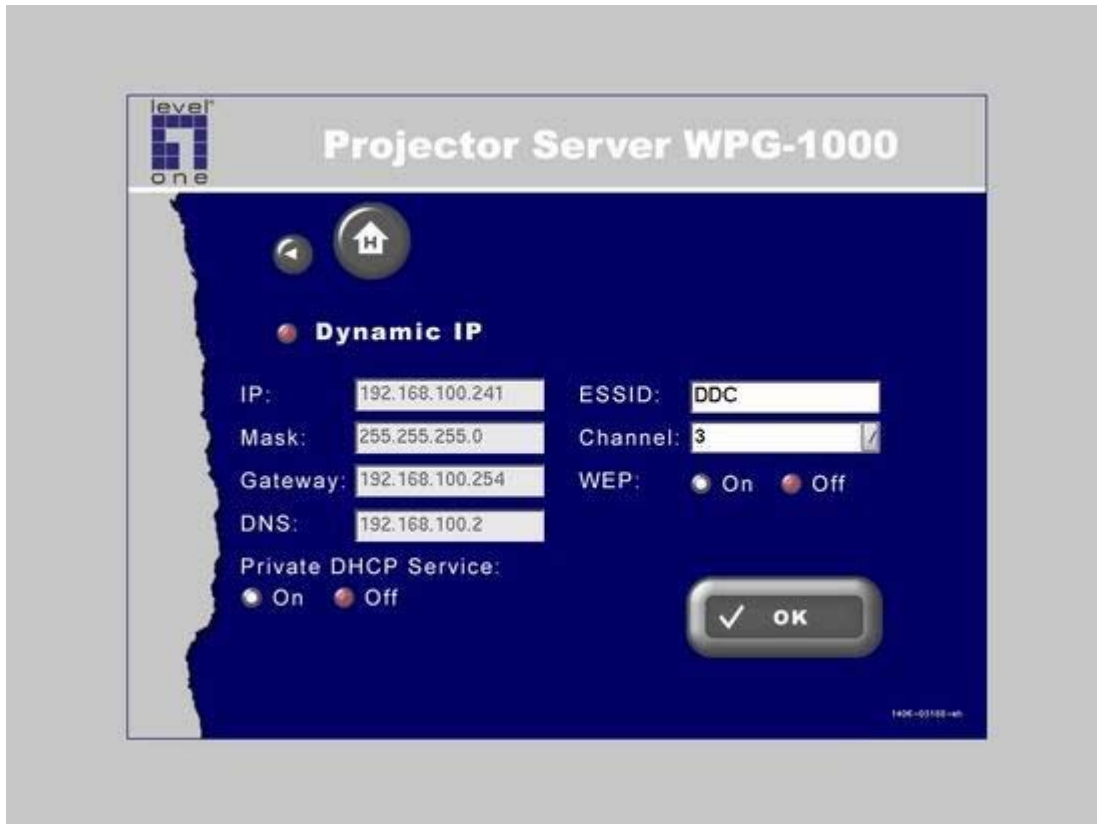 level
one
Projector Server WPG-1000
H
Dynamic IP
IP: 192.168.100.241
Mask: 255.255.255.0
Gateway: 192.168.100.254
DNS: 192.168.100.2
Private DHCP Service:
On Off
ESSID: DDC
Channel: 3
WEP: On Off
OK